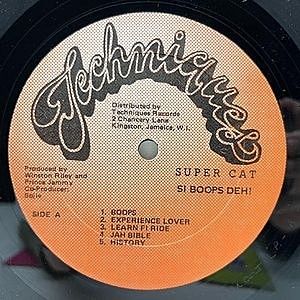 Techniques
Distributed by
Techniques Records
2 Chancery Lane
Kingston, Jamaica, W.I.
SUPER CAT
SI BOOPS DEH!
Produced by
Winston Riley and
Prince Jammy
Co-Producer:
SIDE A
1. BOOPS
2. EXPERIENCE LOVER
3. LEARN FI RIDE
4. JAH BIBLE
5. HISTORY